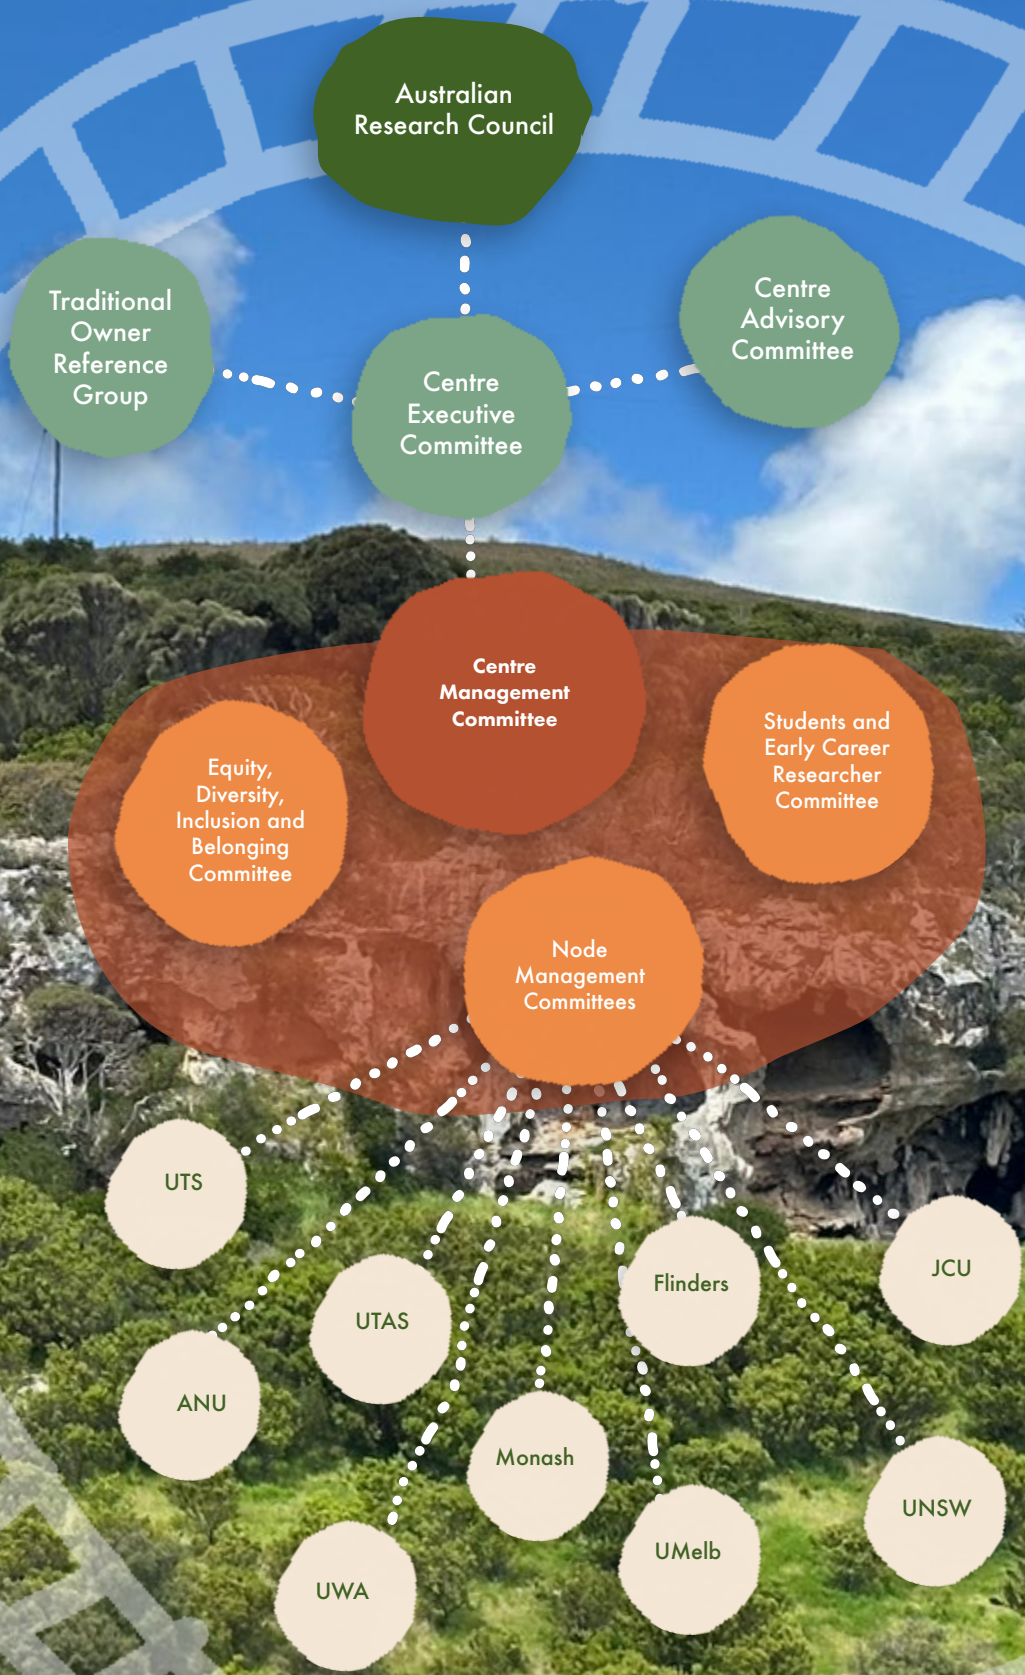 Australian
Research Council
Traditional
Owner
Reference
Group
Centre
Advisory
Committee
Centre
Executive
Committee
Centre
Management
Committee
Students and
Early Career
Researcher
Committee
Equity,
Diversity,
Inclusion and
Belonging
Committee
Node
Management
Committees
UTS
JCU
Flinders
UTAS
ANU
Monash
UNSW
UMelb
UWA